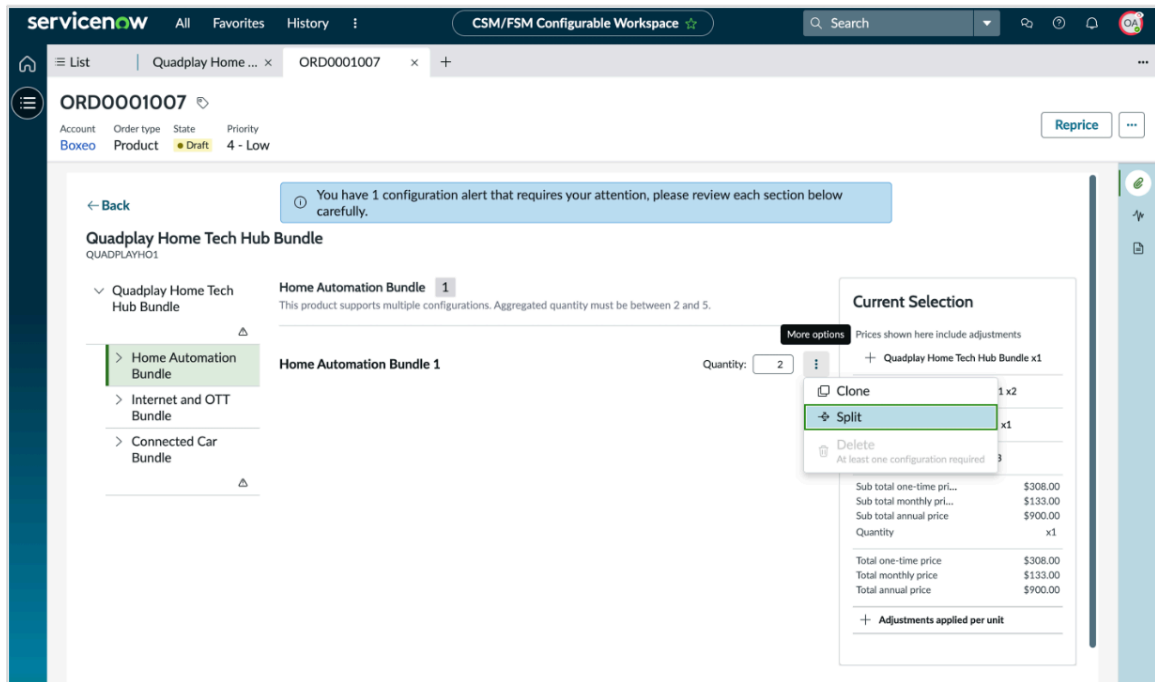 servicenow All Favorites History CSM/FSM Configurable Workspace Search OA
List Quadplay Home ... × ORD0001007 × +
ORD0001007
Account Order type State Priority
Boxeo Product Draft 4 - Low
Reprice
Back
You have 1 configuration alert that requires your attention, please review each section below
carefully.
Quadplay Home Tech Hub Bundle
QUADPLAYHO1
Quadplay Home Tech
Hub Bundle
Home Automation
Bundle
Internet and OTT
Bundle
Connected Car
Bundle
Home Automation Bundle 1
This product supports multiple configurations. Aggregated quantity must be between 2 and 5.
Home Automation Bundle 1 Quantity: 2
More options
Clone
Split
Delete
At least one configuration required
Current Selection
Prices shown here include adjustments
+ Quadplay Home Tech Hub Bundle x1
1 x2
x1
Sub total one-time pri... $308.00
Sub total monthly pri... $133.00
Sub total annual price $900.00
Quantity x1
Total one-time price $308.00
Total monthly price $133.00
Total annual price $900.00
+ Adjustments applied per unit